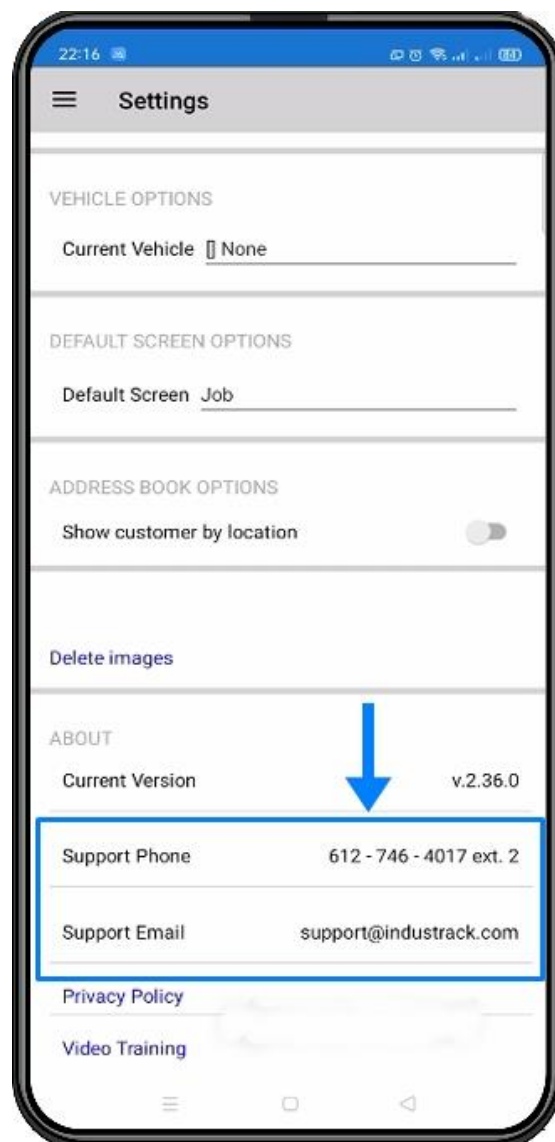 22:16
Settings
VEHICLE OPTIONS
Current Vehicle [] None
DEFAULT SCREEN OPTIONS
Default Screen Job
ADDRESS BOOK OPTIONS
Show customer by location
Delete images
ABOUT
Current Version v.2.36.0
Support Phone 612 - 746 - 4017 ext. 2
Support Email support@industrack.com
Privacy Policy
Video Training